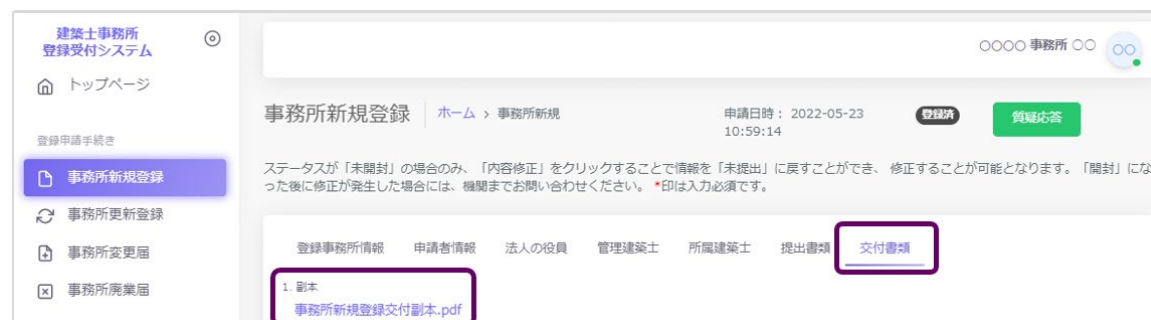 建築士事務所
登録受付システム
トップページ
登録申請手続き
事務所新規登録
事務所更新登録
事務所変更届
事務所廃業届
〇〇〇〇 事務所 〇〇
〇〇
事務所新規登録 ホーム > 事務所新規
申請日時： 2022-05-23
10:59:14
登録済
質疑応答
ステータスが「未開封」の場合のみ、「内容修正」をクリックすることで情報を「未提出」に戻すことができ、 修正することが可能となります。「開封」にな
った後に修正が発生した場合には、機関までお問い合わせください。 *印は入力必須です。
登録事務所情報 申請者情報 法人の役員 管理建築士 所属建築士 提出書類 交付書類
1. 副本
事務所新規登録交付副本.pdf